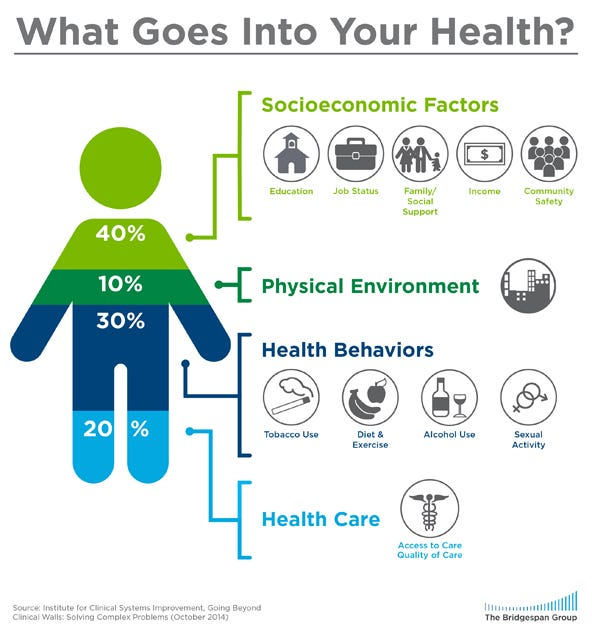 What Goes Into Your Health?
Socioeconomic Factors
$
Education
Job Status
Family/
Social
Support
Income
Community
Safety
40%
10%
Physical Environment
30%
Health Behaviors
Tobacco Use
Diet &
Exercise
Alcohol Use
Sexual
Activity
20 %
Health Care
Access to Care
Quality of Care
Source: Institute for Clinical Systems Improvement, Going Beyond
Clinical Walls: Solving Complex Problems (October 2014)
The Bridgespan Group